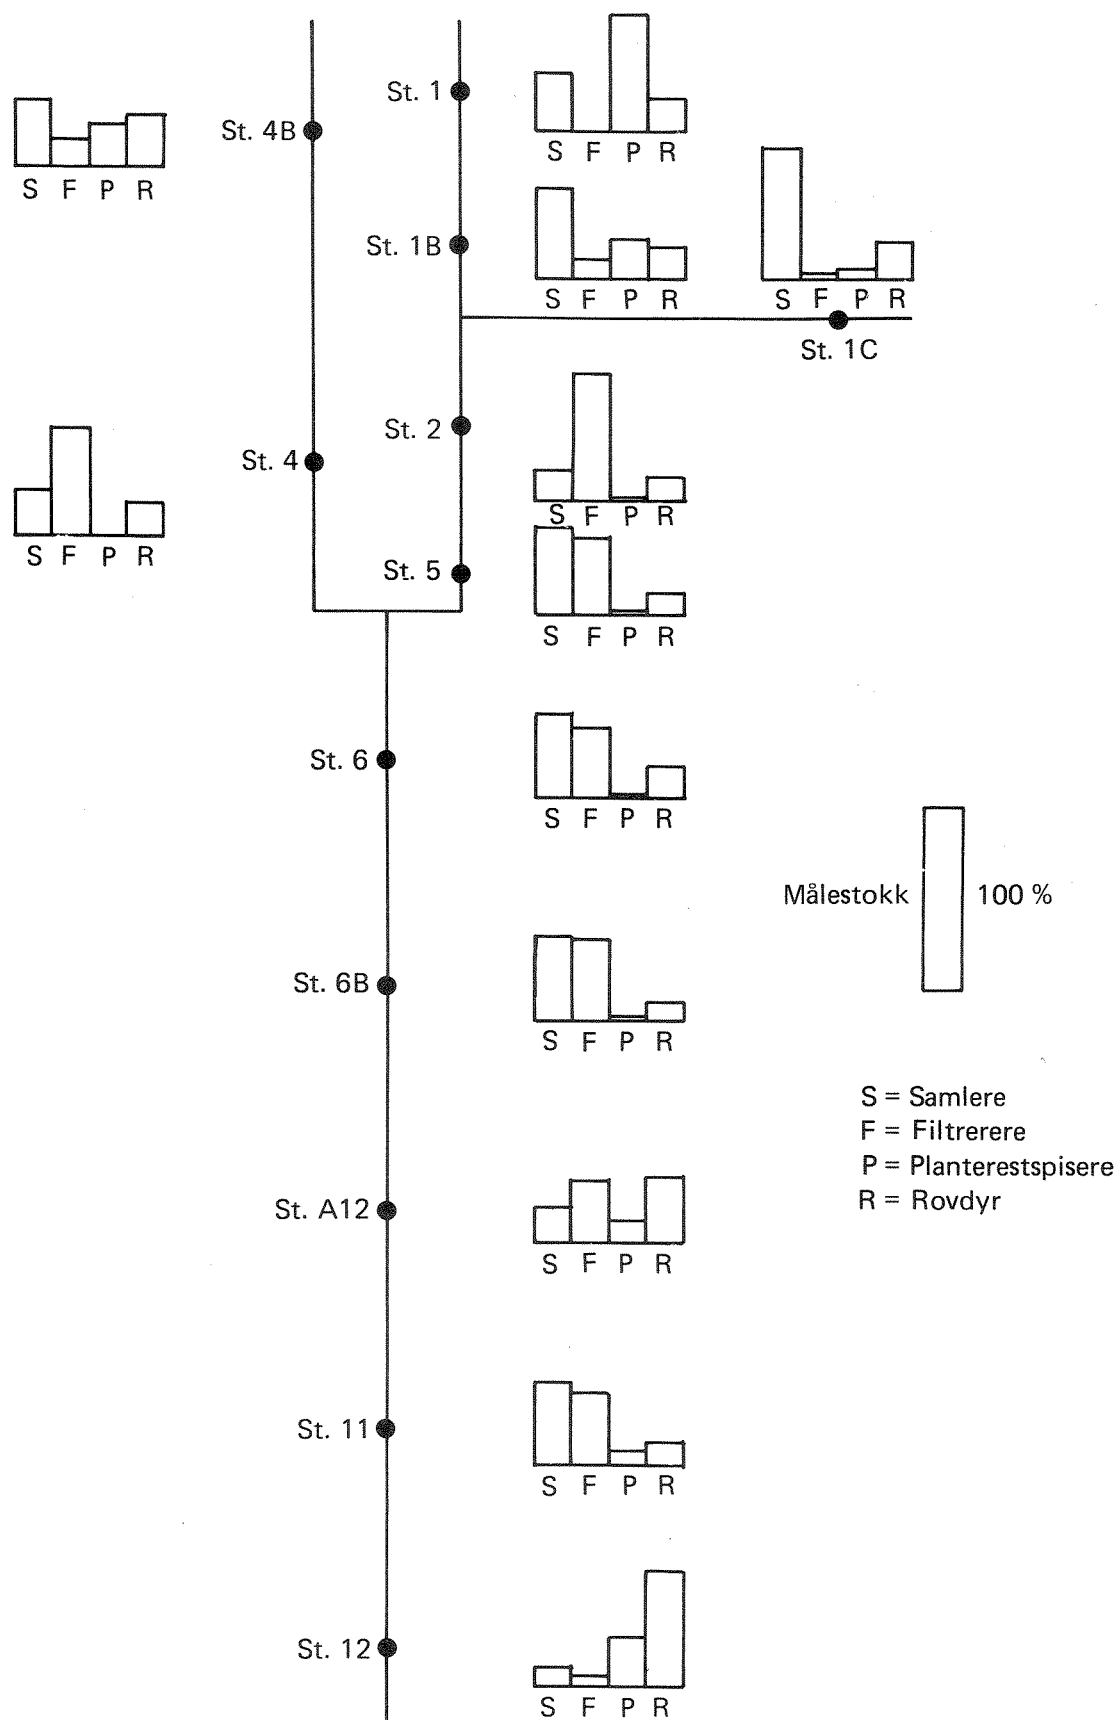 St. 1
S F P R
St. 4B
S F P R
St. 1B
S F P R
S F P R
St. 1C
St. 2
S F P R
St. 4
S F P R
St. 5
S F P R
St. 6
S F P R
Målestokk 100 %
St. 6B
S F P R
S = Samlere
F = Filtrerere
P = Planterestspisere
R = Rovdyr
St. A12
S F P R
St. 11
S F P R
St. 12
S F P R